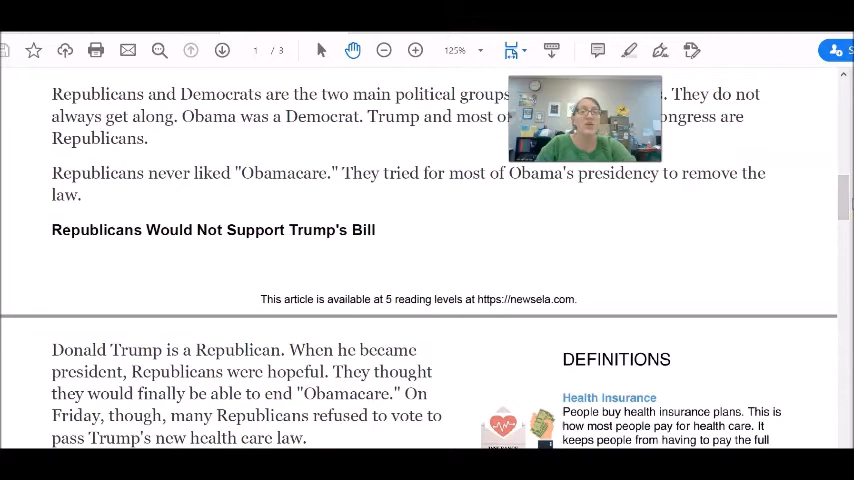 1 / 3
125%
S
Republicans and Democrats are the two main political groups
s. They do not
always get along. Obama was a Democrat. Trump and most o
ongress are
Republicans.
Republicans never liked "Obamacare." They tried for most of Obama's presidency to remove the
law.
Republicans Would Not Support Trump's Bill
This article is available at 5 reading levels at https://newsela.com.
Donald Trump is a Republican. When he became
president, Republicans were hopeful. They thought
they would finally be able to end "Obamacare." On
Friday, though, many Republicans refused to vote to
pass Trump's new health care law.
DEFINITIONS
Health Insurance
People buy health insurance plans. This is
how most people pay for health care. It
keeps people from having to pay the full